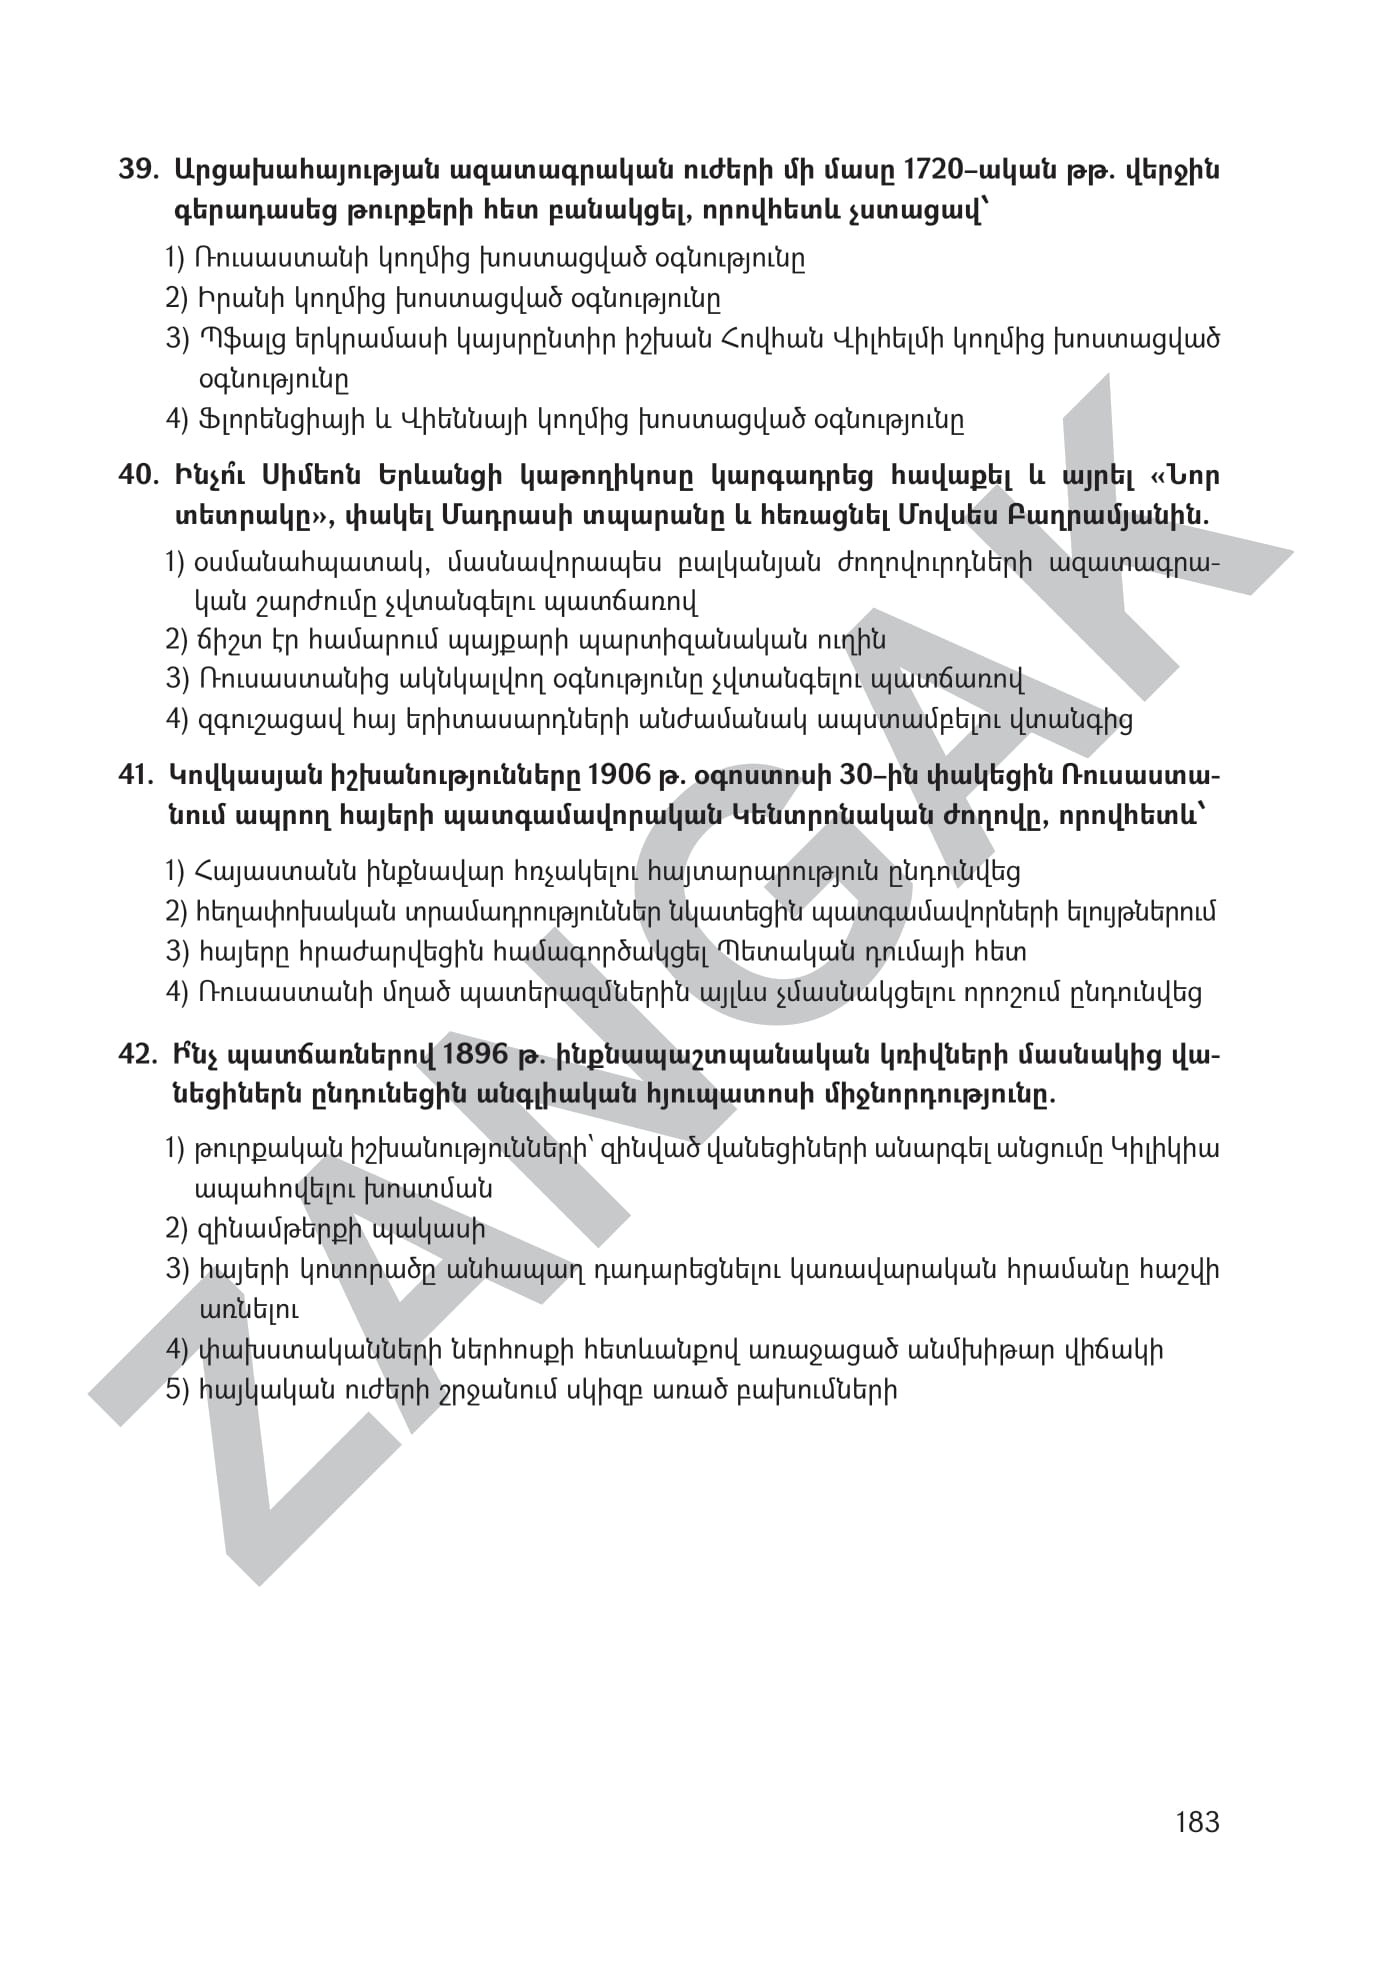 39. Արցախահայության ազատագրական ուժերի մի մասը 1720–ական թթ. վերջին
գերադասեց թուրքերի հետ բանակցել, որովհետև չստացավ՝
1) Ռուսաստանի կողմից խոստացված օգնությունը
2) Իրանի կողմից խոստացված օգնությունը
3) Պֆալց երկրամասի կայսրընտիր իշխան Հովհան Վիլհելմի կողմից խոստացված
օգնությունը
4) Ֆլորենցիայի և Վիեննայի կողմից խոստացված օգնությունը
40. Ինչո՞ւ Սիմեոն Երևանցի կաթողիկոսը կարգադրեց հավաքել և այրել «Նոր
տետրակը», փակել Մադրասի տպարանը և հեռացնել Մովսես Բաղրամյանին.
1) օսմանահպատակ, մասնավորապես բալկանյան ժողովուրդների ազատագրա-
կան շարժումը չվտանգելու պատճառով
2) ճիշտ էր համարում պայքարի պարտիզանական ուղին
3) Ռուսաստանից ակնկալվող օգնությունը չվտանգելու պատճառով
4) զգուշացավ հայ երիտասարդների անժամանակ ապստամբելու վտանգից
41. Կովկասյան իշխանությունները 1906 թ. օգոստոսի 30–ին փակեցին Ռուսաստա-
նում ապրող հայերի պատգամավորական Կենտրոնական ժողովը, որովհետև՝
1) Հայաստանն ինքնավար հռչակելու հայտարարություն ընդունվեց
2) հեղափոխական տրամադրություններ նկատեցին պատգամավորների ելույթներում
3) հայերը հրաժարվեցին համագործակցել Պետական դումայի հետ
4) Ռուսաստանի մղած պատերազմներին այլևս չմասնակցելու որոշում ընդունվեց
42. Ի՞նչ պատճառներով 1896 թ. ինքնապաշտպանական կռիվների մասնակից վա-
նեցիներն ընդունեցին անգլիական հյուպատոսի միջնորդությունը.
1) թուրքական իշխանությունների՝ զինված վանեցիների անարգել անցումը Կիլիկիա
ապահովելու խոստման
2) զինամթերքի պակասի
3) հայերի կոտորածը անհապաղ դադարեցնելու կառավարական հրամանը հաշվի
առնելու
4) փախստականների ներհոսքի հետևանքով առաջացած անմխիթար վիճակի
5) հայկական ուժերի շրջանում սկիզբ առած բախումների
183
ZANGAK